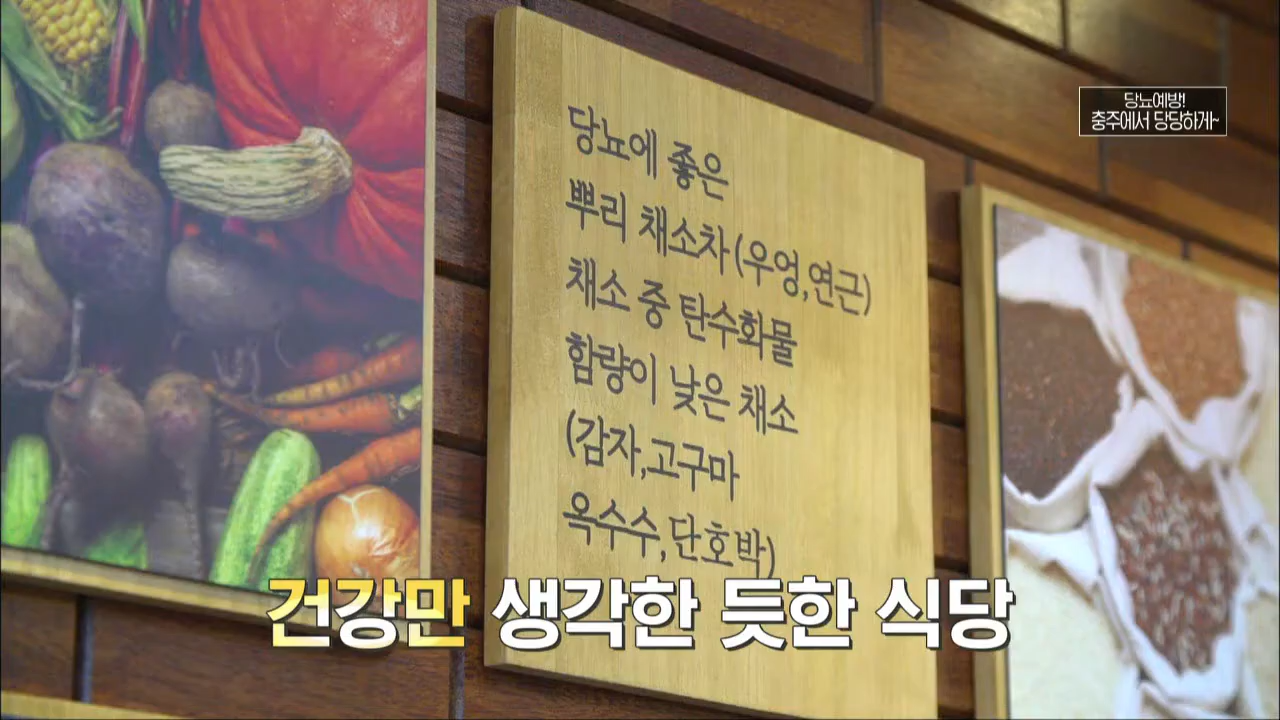 당뇨예방!
충주에서 당당하게~
당뇨에 좋은
뿌리 채소차(우엉,연근)
채소 중 탄수화물
함량이 낮은 채소
(감자,고구마
옥수수,단호박)
건강만 생각한 듯한 식당